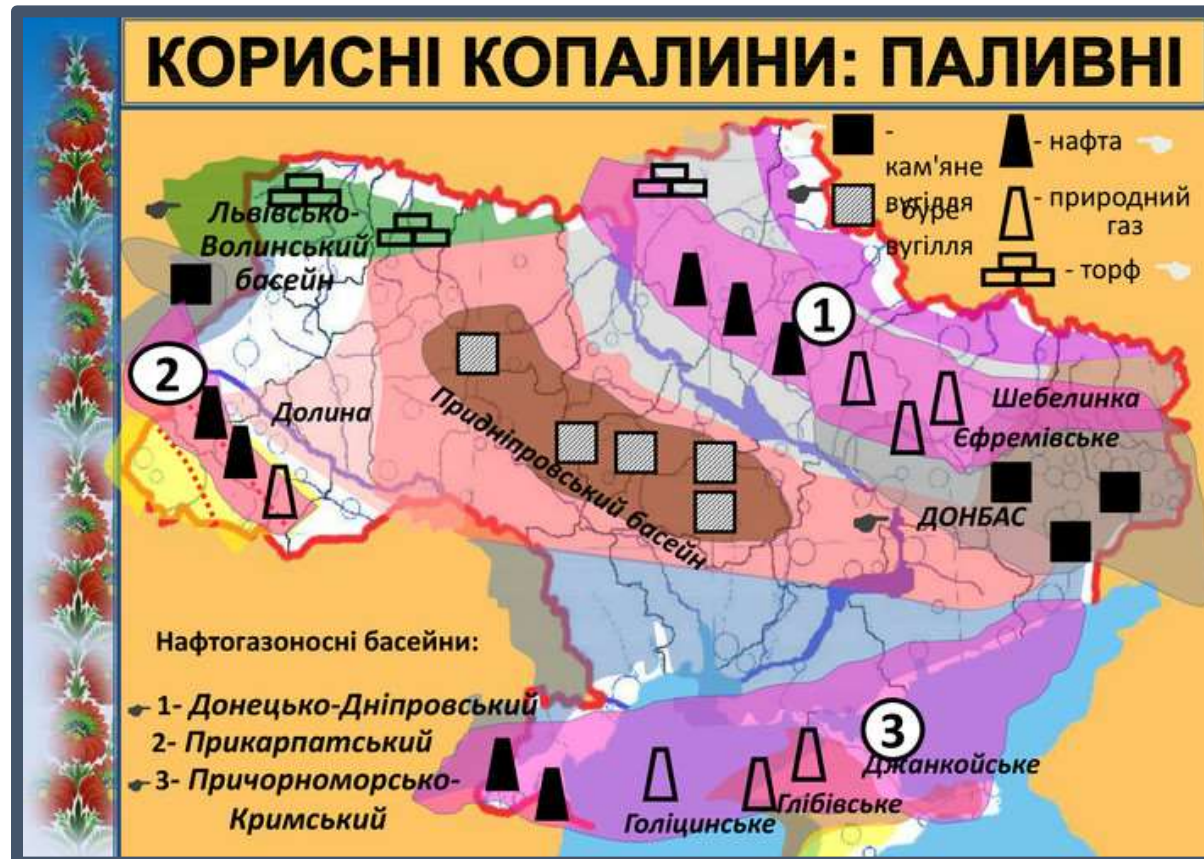 КОРИСНІ КОПАЛИНИ: ПАЛИВНІ
-
кам'яне
вугілля
- буре
вугілля
- нафта
- природний
газ
- торф
Львівсько-
Волинський
басейн
1
2
Долина
Придніпровський басейн
Шебелинка
Єфремівське
ДОНБАС
Нафтогазоносні басейни:
1- Донецько-Дніпровський
2- Прикарпатський
3- Причорноморсько-
Кримський
3
Джанкойське
Глібівське
Голіцинське